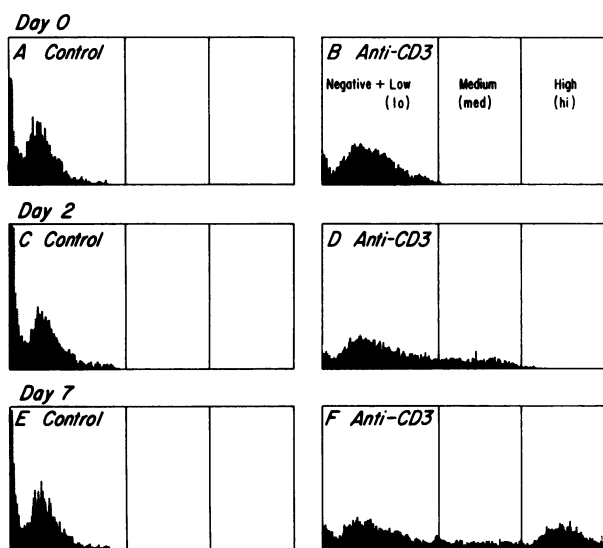 Day 0
A Control
B Anti-CD3
Negative + Low Medium High
(lo) (med) (hi)
Day 2
C Control
D Anti-CD3
Day 7
E Control
F Anti-CD3